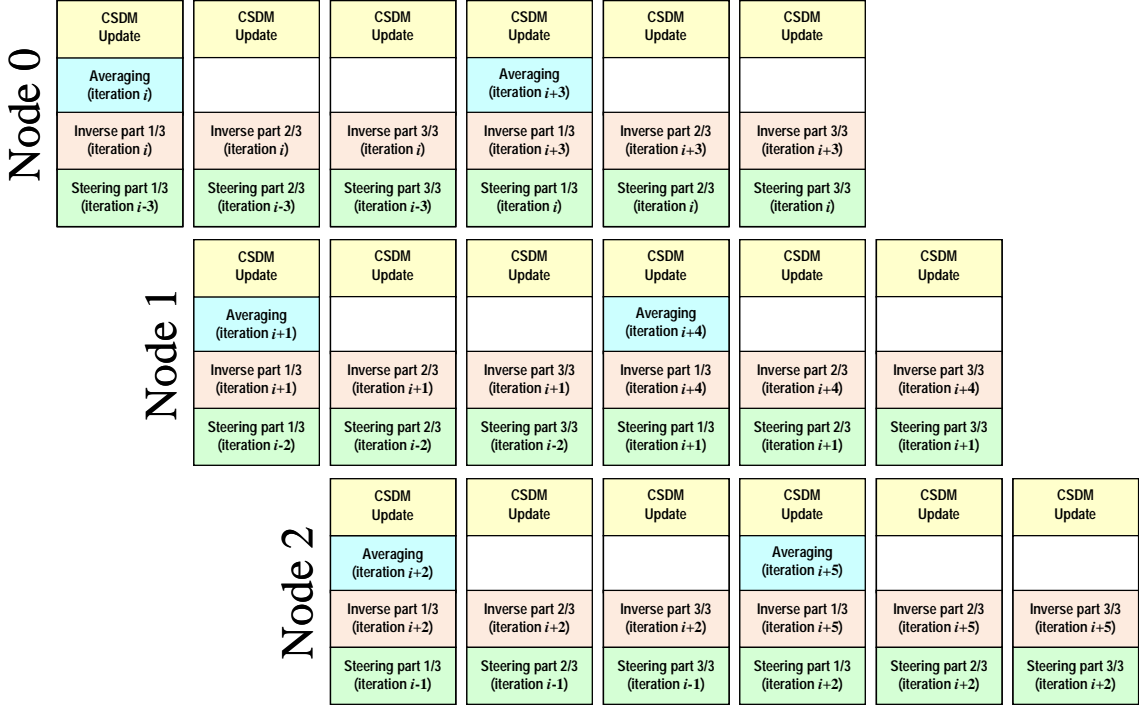 Node 0
CSDM CSDM CSDM CSDM CSDM CSDM
Update Update Update Update Update Update
Averaging Averaging
(iteration i) (iteration i+3)
Inverse part 1/3 Inverse part 2/3 Inverse part 3/3 Inverse part 1/3 Inverse part 2/3 Inverse part 3/3
(iteration i) (iteration i) (iteration i) (iteration i+3) (iteration i+3) (iteration i+3)
Steering part 1/3 Steering part 2/3 Steering part 3/3 Steering part 1/3 Steering part 2/3 Steering part 3/3
(iteration i-3) (iteration i-3) (iteration i-3) (iteration i) (iteration i) (iteration i)
Node 1
CSDM CSDM CSDM CSDM CSDM CSDM
Update Update Update Update Update Update
Averaging Averaging
(iteration i+1) (iteration i+4)
Inverse part 1/3 Inverse part 2/3 Inverse part 3/3 Inverse part 1/3 Inverse part 2/3 Inverse part 3/3
(iteration i+1) (iteration i+1) (iteration i+1) (iteration i+4) (iteration i+4) (iteration i+4)
Steering part 1/3 Steering part 2/3 Steering part 3/3 Steering part 1/3 Steering part 2/3 Steering part 3/3
(iteration i-2) (iteration i-2) (iteration i-2) (iteration i+1) (iteration i+1) (iteration i+1)
Node 2
CSDM CSDM CSDM CSDM CSDM CSDM
Update Update Update Update Update Update
Averaging Averaging
(iteration i+2) (iteration i+5)
Inverse part 1/3 Inverse part 2/3 Inverse part 3/3 Inverse part 1/3 Inverse part 2/3 Inverse part 3/3
(iteration i+2) (iteration i+2) (iteration i+2) (iteration i+5) (iteration i+5) (iteration i+5)
Steering part 1/3 Steering part 2/3 Steering part 3/3 Steering part 1/3 Steering part 2/3 Steering part 3/3
(iteration i-1) (iteration i-1) (iteration i-1) (iteration i+2) (iteration i+2) (iteration i+2)